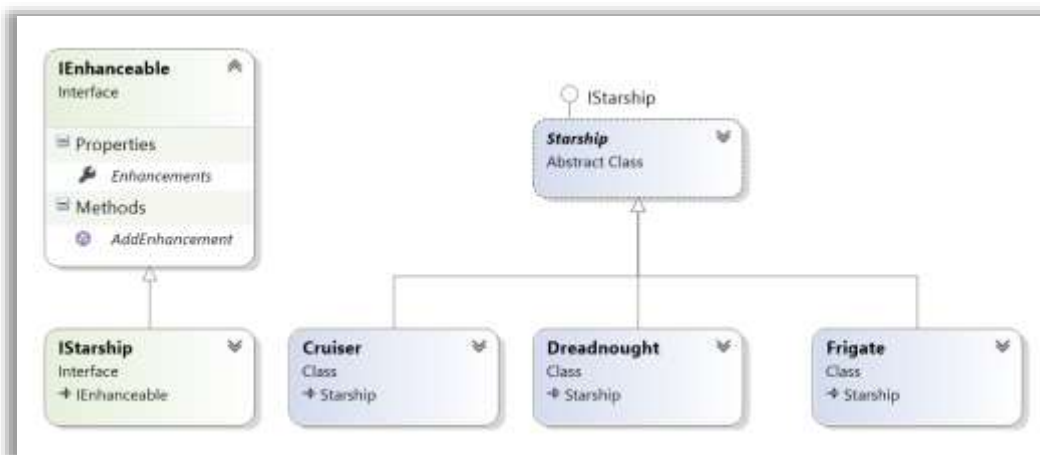 IEnhanceable
Interface
Properties
Enhancements
Methods
AddEnhancement
IStarship
Starship
Abstract Class
IStarship
Interface
IEnhanceable
Cruiser
Class
Starship
Dreadnought
Class
Starship
Frigate
Class
Starship